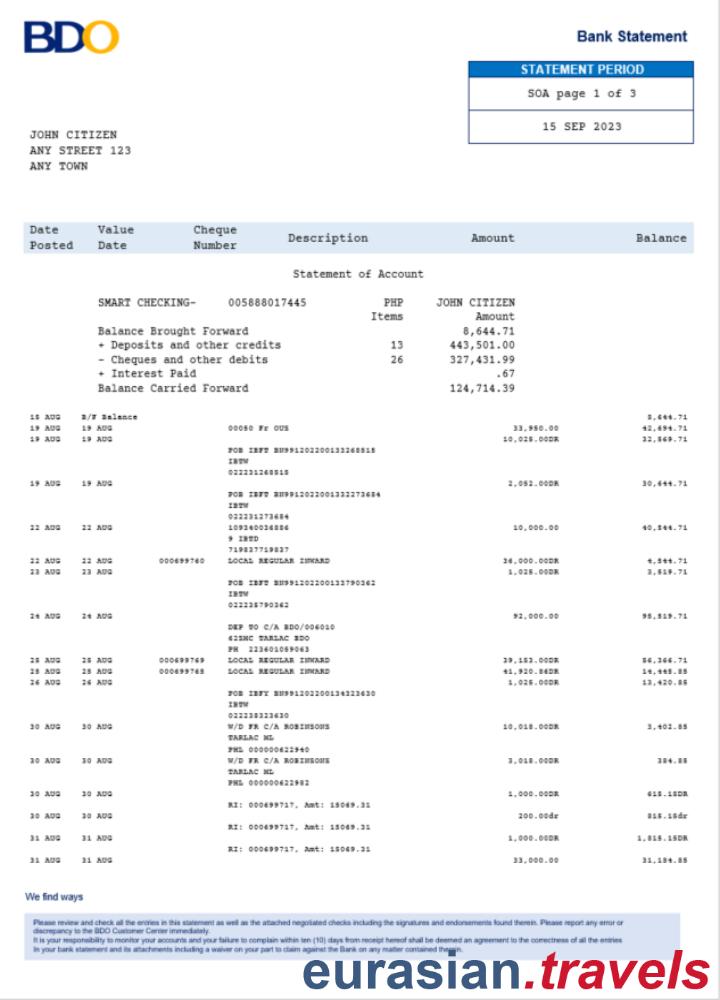 BDO
Bank Statement
STATEMENT PERIOD
SOA page 1 of 3
15 SEP 2023
JOHN CITIZEN
ANY STREET 123
ANY TOWN
Date Posted Value Date Cheque Number Description Amount Balance
Statement of Account
SMART CHECKING- 005888017445 PHP JOHN CITIZEN
Items Amount
Balance Brought Forward 8,644.71
+ Deposits and other credits 13 443,501.00
- Cheques and other debits 26 327,431.99
+ Interest Paid .67
Balance Carried Forward 124,714.39
15 AUG B/F Balance 8,644.71
19 AUG 19 AUG 00050 Fr OUS 33,950.00 42,694.71
19 AUG 19 AUG 10,025.00DR 32,569.71
POB IBFT BN991202200133268515
IBTW
022231268515
19 AUG 19 AUG 2,052.00DR 30,644.71
POB IBFT BN9912022001332273684
IBTW
022231273684
22 AUG 22 AUG 109340036886 10,000.00 40,544.71
9 IBTD
719837719837
22 AUG 22 AUG 000699760 LOCAL REGULAR INWARD 36,000.00DR 4,544.71
23 AUG 23 AUG 1,025.00DR 3,519.71
POB IBFT BN991202200133790362
IBTW
022235790362
24 AUG 24 AUG 92,000.00 95,519.71
DEP TO C/A BDO/006010
625HC TARLAC BDO
PH 223601059063
25 AUG 25 AUG 000699769 LOCAL REGULAR INWARD 39,153.00DR 56,366.71
25 AUG 25 AUG 000699765 LOCAL REGULAR INWARD 41,920.86DR 14,445.85
26 AUG 26 AUG 1,025.00DR 13,420.85
POB IBFY BN991202200134323630
IBTW
022238323630
30 AUG 30 AUG W/D FR C/A ROBINSONS 10,018.00DR 3,402.85
TARLAC ML
PHL 000000622940
30 AUG 30 AUG W/D FR C/A ROBINSONS 3,018.00DR 384.85
TARLAC ML
PHL 000000622982
30 AUG 30 AUG 1,000.00DR 615.15DR
RI: 000699717, Amt: 15069.31
30 AUG 30 AUG 200.00dr 815.15dr
RI: 000699717, Amt: 15069.31
31 AUG 31 AUG 1,000.00DR 1,815.15DR
RI: 000699717, Amt: 15069.31
31 AUG 31 AUG 33,000.00 31,184.85
We find ways
Please review and check all the entries in this statement as well as the attached negotiated checks including the signatures and endorsements found therein. Please report any error or
discrepancy to the BDO Customer Center immediately.
It is your responsibility to monitor your accounts and your failure to complain within ten (10) days from receipt hereof shall be deemed an agreement to the correctness of all the entries
In your bank statement and its attachments including a waiver on your part to claim against the Bank on any matter contained therein.
eurasian.travels